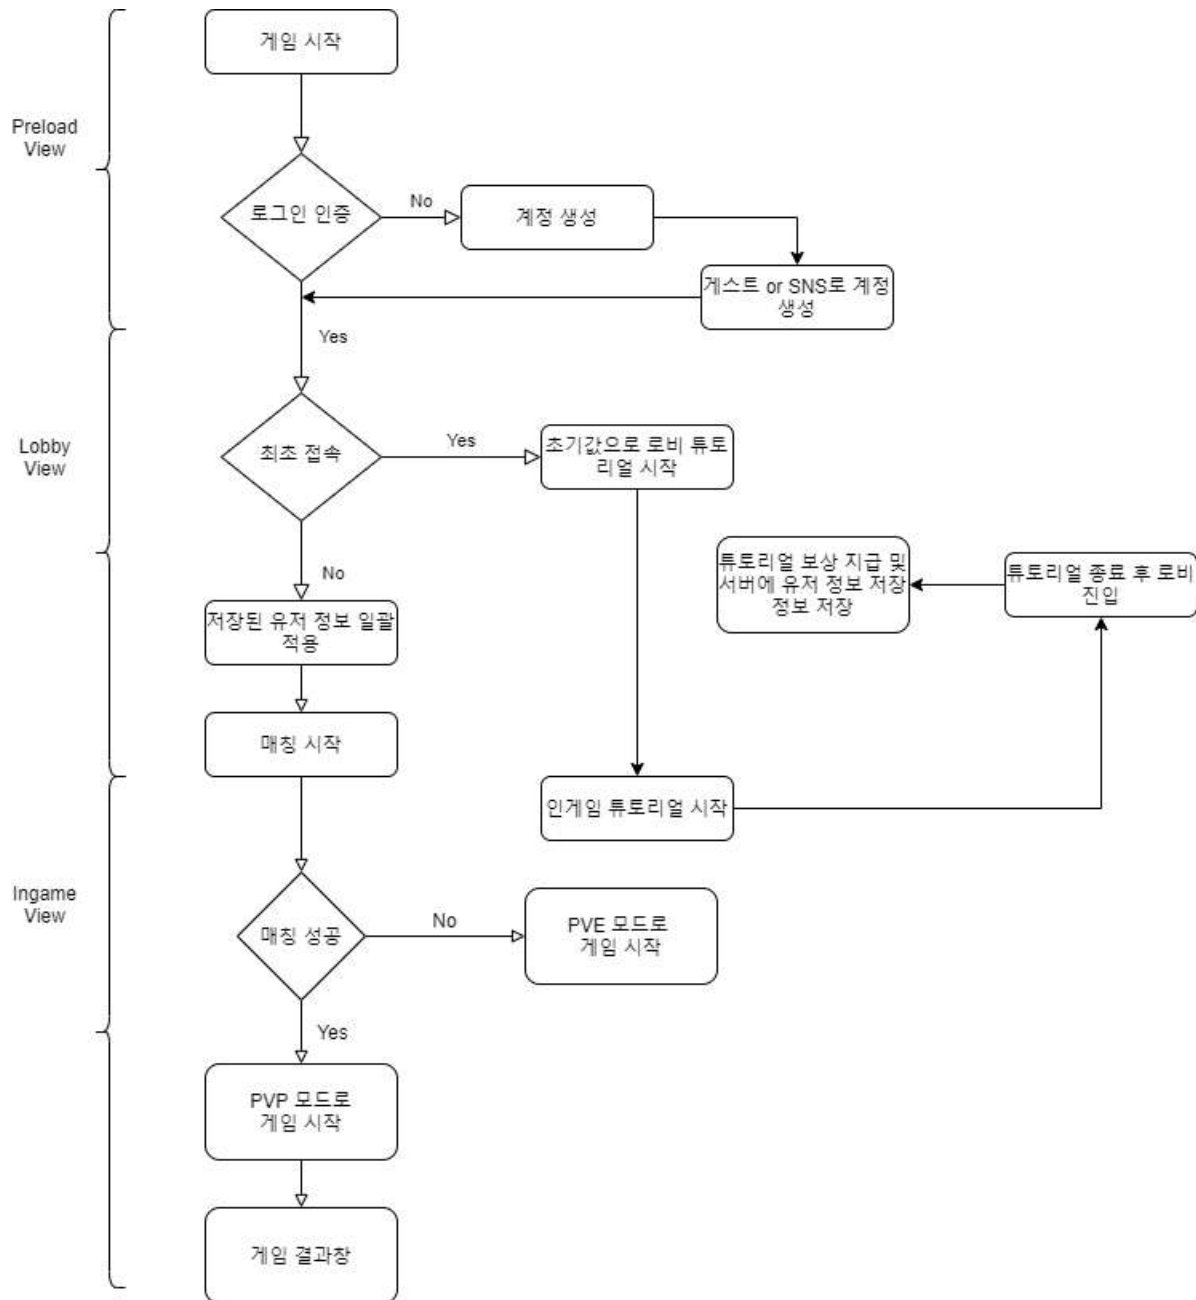 게임 시작
Preload
View
로그인 인증
No
계정 생성
게스트 or SNS로 계정
생성
Yes
Lobby
View
최초 접속
Yes
초기값으로 로비 튜토
리얼 시작
No
튜토리얼 보상 지급 및
서버에 유저 정보 저장
정보 저장
튜토리얼 종료 후 로비
진입
저장된 유저 정보 일괄
적용
매칭 시작
인게임 튜토리얼 시작
Ingame
View
매칭 성공
No
PVE 모드로
게임 시작
Yes
PVP 모드로
게임 시작
게임 결과창